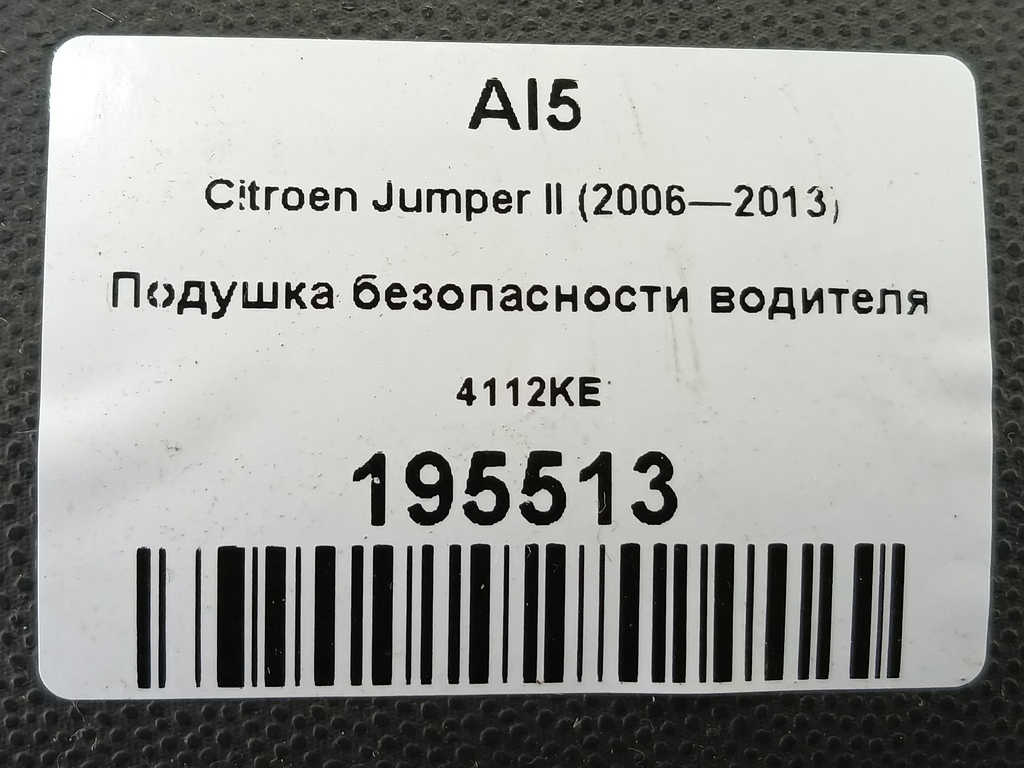 AI5
Citroen Jumper II (2006—2013)
Подушка безопасности водителя
4112KE
195513